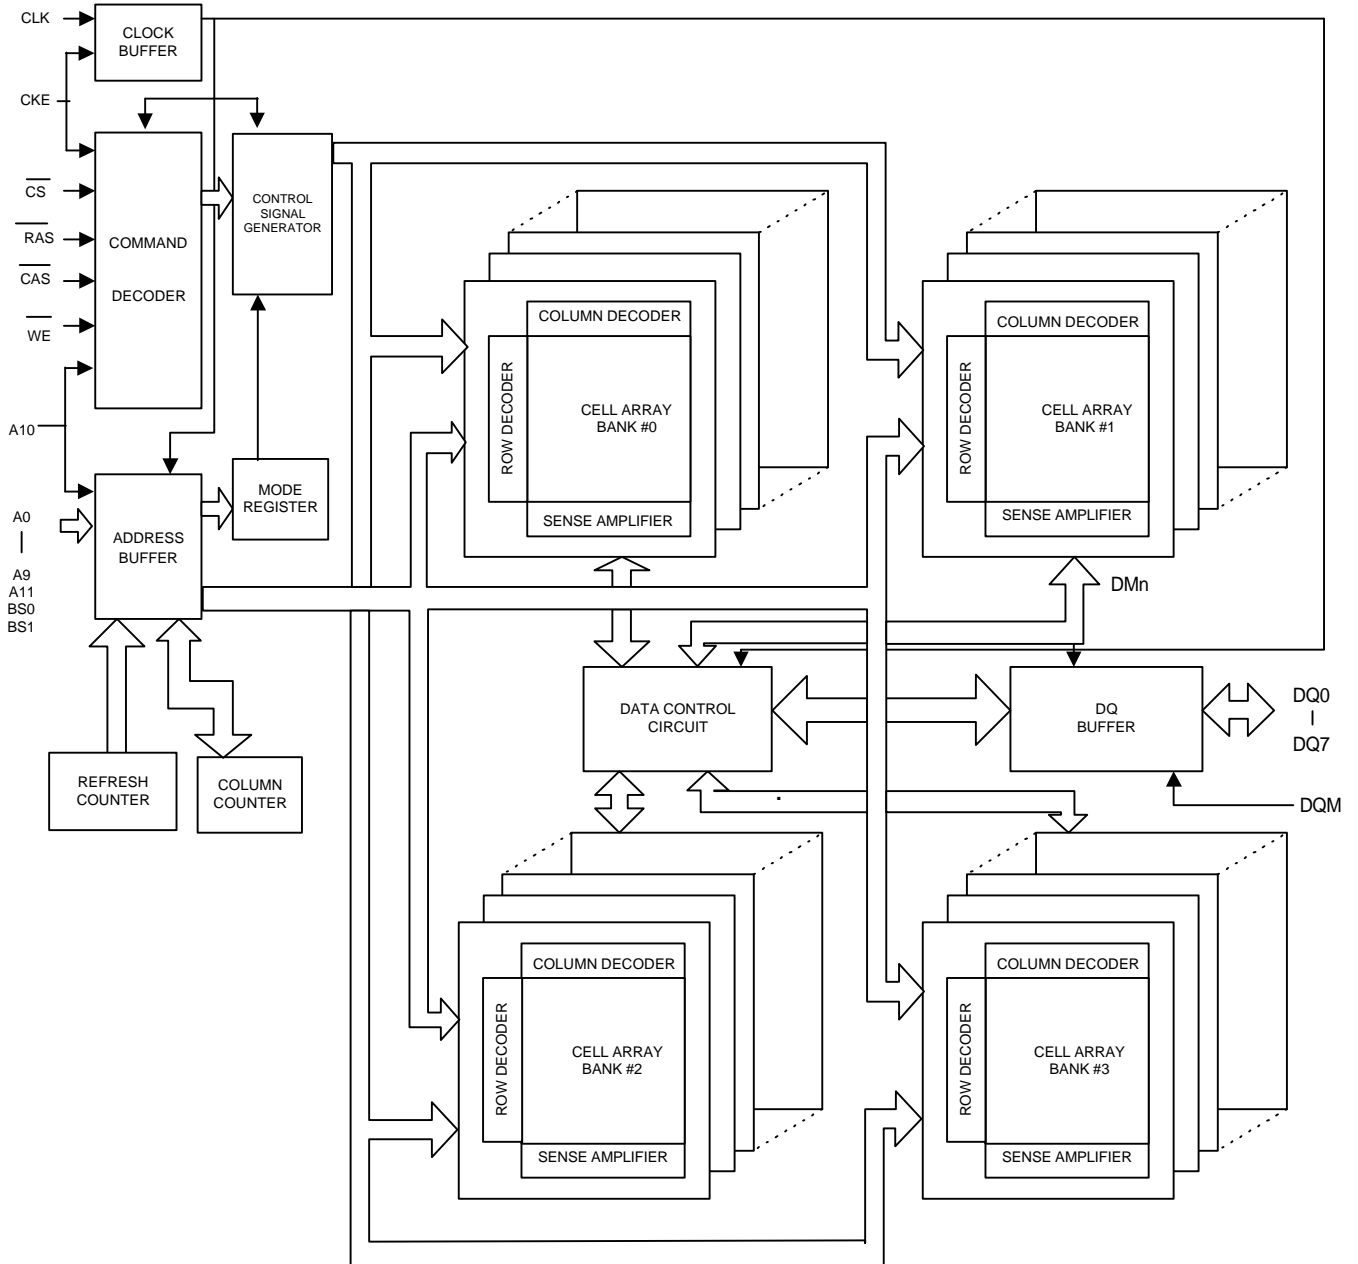 CLK
CLOCK
BUFFER
CKE
CS
RAS
CAS
WE
A10
COMMAND
DECODER
CONTROL
SIGNAL
GENERATOR
MODE
REGISTER
A0
A9
A11
BS0
BS1
ADDRESS
BUFFER
REFRESH
COUNTER
COLUMN
COUNTER
COLUMN DECODER
ROW DECODER
CELL ARRAY
BANK #0
SENSE AMPLIFIER
COLUMN DECODER
ROW DECODER
CELL ARRAY
BANK #1
SENSE AMPLIFIER
DMn
DATA CONTROL
CIRCUIT
DQ
BUFFER
DQ0
DQ7
DQM
COLUMN DECODER
ROW DECODER
CELL ARRAY
BANK #2
SENSE AMPLIFIER
COLUMN DECODER
ROW DECODER
CELL ARRAY
BANK #3
SENSE AMPLIFIER